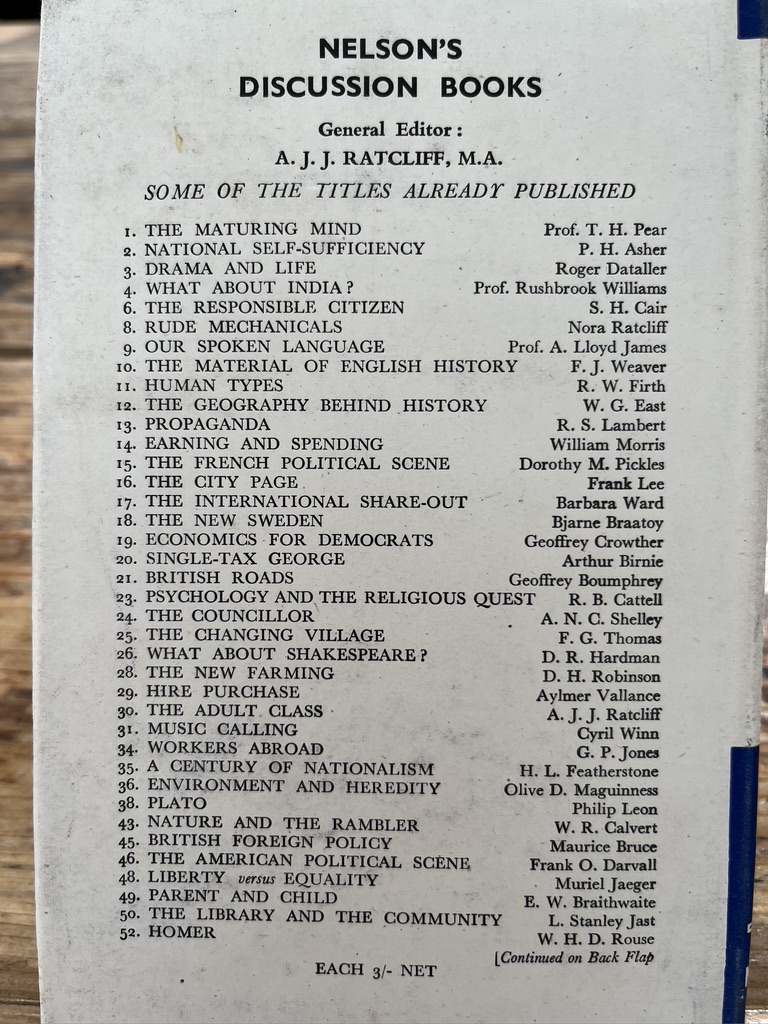 NELSON'S
DISCUSSION BOOKS
General Editor :
A. J. J. RATCLIFF, M.A.
SOME OF THE TITLES ALREADY PUBLISHED
1. THE MATURING MIND Prof. T. H. Pear
2. NATIONAL SELF-SUFFICIENCY P. H. Asher
3. DRAMA AND LIFE Roger Dataller
4. WHAT ABOUT INDIA ? Prof. Rushbrook Williams
6. THE RESPONSIBLE CITIZEN S. H. Cair
8. RUDE MECHANICALS Nora Ratcliff
9. OUR SPOKEN LANGUAGE Prof. A. Lloyd James
10. THE MATERIAL OF ENGLISH HISTORY F. J. Weaver
11. HUMAN TYPES R. W. Firth
12. THE GEOGRAPHY BEHIND HISTORY W. G. East
13. PROPAGANDA R. S. Lambert
14. EARNING AND SPENDING William Morris
15. THE FRENCH POLITICAL SCENE Dorothy M. Pickles
16. THE CITY PAGE Frank Lee
17. THE INTERNATIONAL SHARE-OUT Barbara Ward
18. THE NEW SWEDEN Bjarne Braatoy
19. ECONOMICS FOR DEMOCRATS Geoffrey Crowther
20. SINGLE-TAX GEORGE Arthur Birnie
21. BRITISH ROADS Geoffrey Boumphrey
23. PSYCHOLOGY AND THE RELIGIOUS QUEST R. B. Cattell
24. THE COUNCILLOR A. N. C. Shelley
25. THE CHANGING VILLAGE F. G. Thomas
26. WHAT ABOUT SHAKESPEARE ? D. R. Hardman
28. THE NEW FARMING D. H. Robinson
29. HIRE PURCHASE Aylmer Vallance
30. THE ADULT CLASS A. J. J. Ratcliff
31. MUSIC CALLING Cyril Winn
34. WORKERS ABROAD G. P. Jones
35. A CENTURY OF NATIONALISM H. L. Featherstone
36. ENVIRONMENT AND HEREDITY Olive D. Maguinness
38. PLATO Philip Leon
43. NATURE AND THE RAMBLER W. R. Calvert
45. BRITISH FOREIGN POLICY Maurice Bruce
46. THE AMERICAN POLITICAL SCENE Frank O. Darvall
48. LIBERTY versus EQUALITY Muriel Jaeger
49. PARENT AND CHILD E. W. Braithwaite
50. THE LIBRARY AND THE COMMUNITY L. Stanley Jast
52. HOMER W. H. D. Rouse
[Continued on Back Flap
EACH 3/- NET